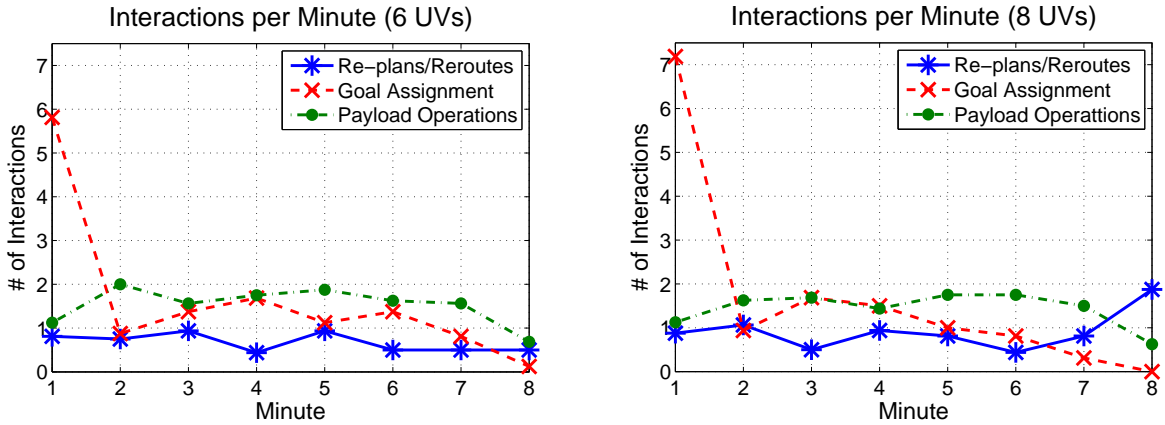 Interactions per Minute (6 UVs)
7
6
5
4
3
2
1
0
# of Interactions
Re−plans/Reroutes
Goal Assignment
Payload Operations
1 2 3 4 5 6 7 8
Minute
Interactions per Minute (8 UVs)
7
6
5
4
3
2
1
0
# of Interactions
Re−plans/Reroutes
Goal Assignment
Payload Operattions
1 2 3 4 5 6 7 8
Minute